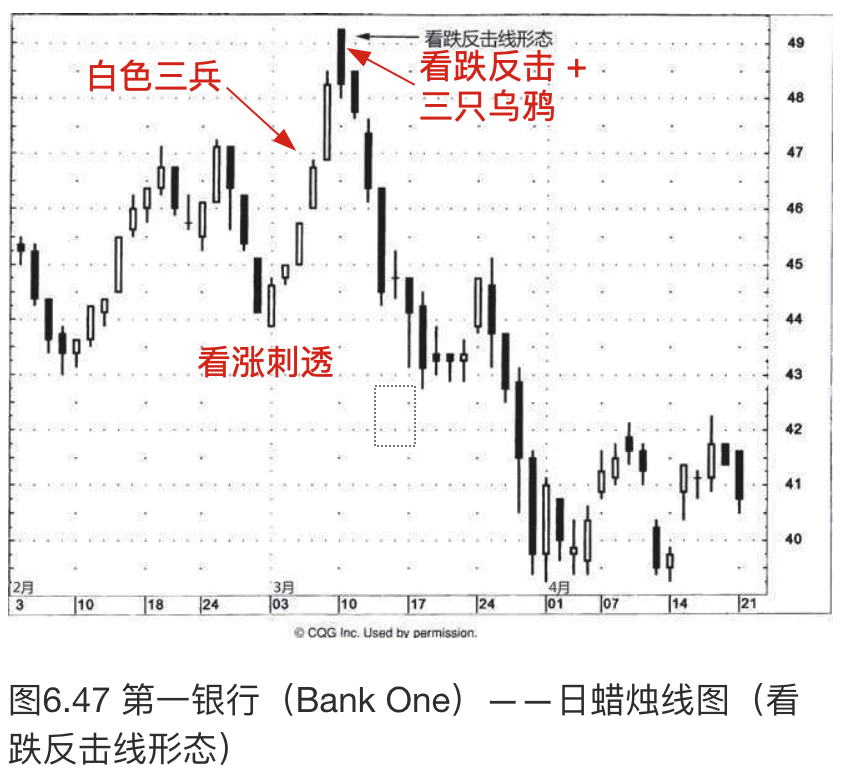 看跌反击线形态
49
白色三兵
看跌反击 +
三只乌鸦
48
47
46
45
44
看涨刺透
43
42
41
40
2月 3月 4月
3 10 18 24 03 10 17 24 01 07 14 21
© CQG Inc. Used by permission.
图6.47 第一银行（Bank One）——日蜡烛线图（看
跌反击线形态）